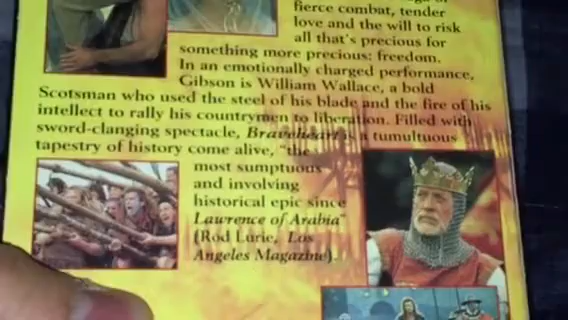 fierce combat, tender
love and the will to risk
all that's precious for
something more precious: freedom.
In an emotionally charged performance,
Gibson is William Wallace, a bold
Scotsman who used the steel of his blade and the fire of his
intellect to rally his countrymen to liberation. Filled with
sword-clanging spectacle, Braveheart is a tumultuous
tapestry of history come alive, "the
most sumptuous
and involving
historical epic since
Laurence of Arabia"
(Rod Lurie, Los
Angeles Magazine).